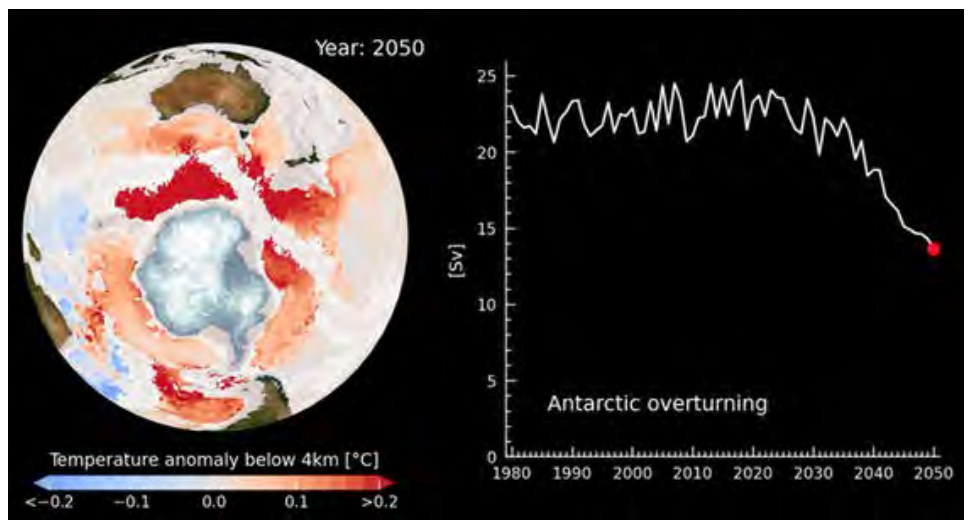 Year: 2050
25
20
15
10
5
0
[Sv]
Antarctic overturning
1980 1990 2000 2010 2020 2030 2040 2050
Temperature anomaly below 4km [°C]
<−0.2 −0.1 0.0 0.1 >0.2